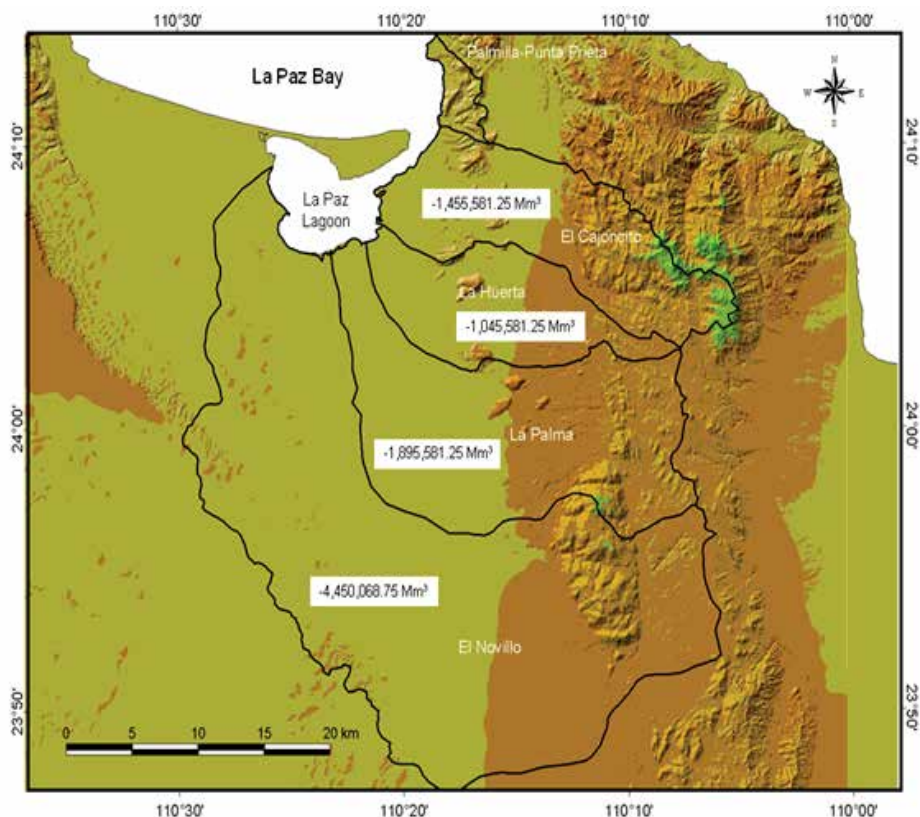 110°30'
110°20'
110°10'
110°00'
Palmilla-Punta Prieta
La Paz Bay
N
W E
S
24°10'
24°10'
La Paz
Lagoon
-1,455,581.25 Mm³
El Cajoncito
La Huerta
-1,045,581.25 Mm³
24°00'
24°00'
La Palma
-1,895,581.25 Mm³
-4,450,068.75 Mm³
El Novillo
23°50'
23°50'
0 5 10 15 20 km
110°30'
110°20'
110°10'
110°00'